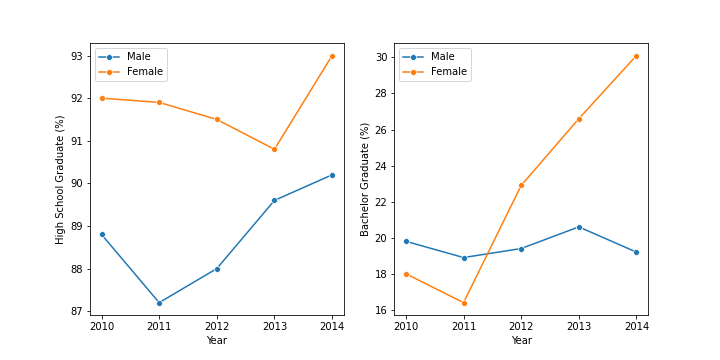 Male
Female
High School Graduate (%)
93
92
91
90
89
88
87
2010 2011 2012 2013 2014
Year
Male
Female
Bachelor Graduate (%)
30
28
26
24
22
20
18
16
2010 2011 2012 2013 2014
Year